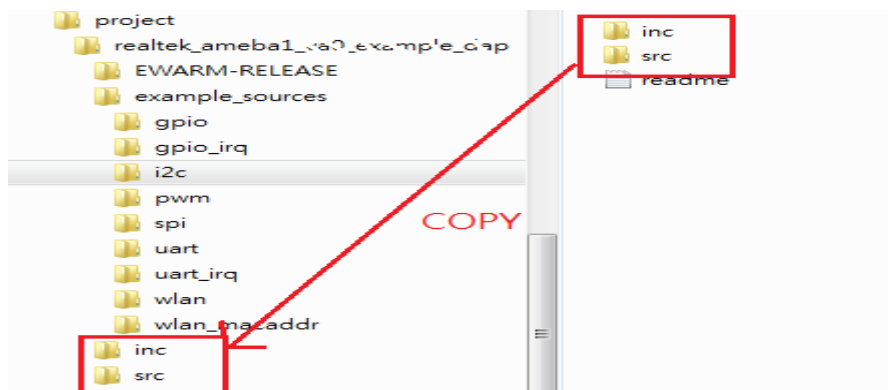 project
EWARM-RELEASE
example_sources
gpio
gpio_irq
i2c
pwm
spi
uart
uart_irq
wlan
wlan_macaddr
inc
src
COPY
inc
src
readme